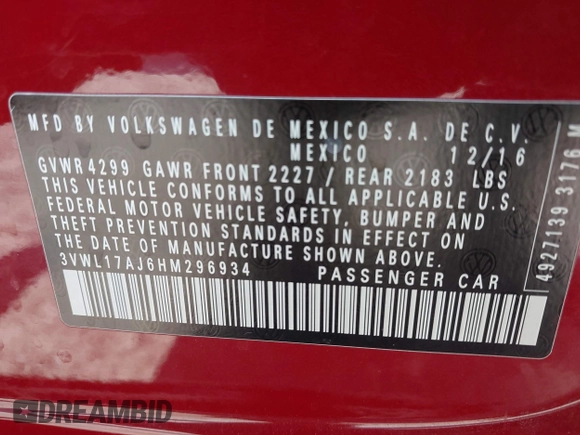 MFD BY VOLKSWAGEN DE MEXICO S.A. DE C.V.
MEXICO 12/16
GVWR 4299 GAWR FRONT 2227 / REAR 2183 LBS
THIS VEHICLE CONFORMS TO ALL APPLICABLE U.S.
FEDERAL MOTOR VEHICLE SAFETY, BUMPER AND
THEFT PREVENTION STANDARDS IN EFFECT ON THE
DATE OF MANUFACTURE SHOWN ABOVE.
3VWL17AJ6HM296934 PASSENGER CAR
4927139 3176 M
DREAMBID